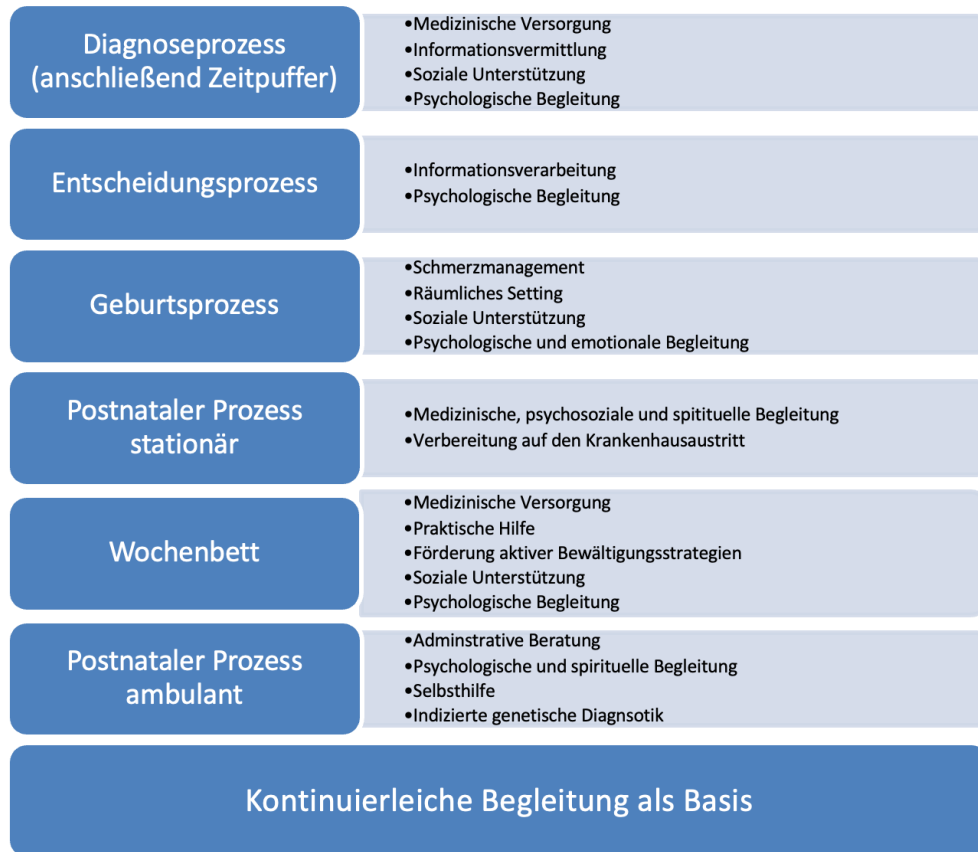 Diagnoseprozess
(anschließend Zeitpuffer)
•Medizinische Versorgung
•Informationsvermittlung
•Soziale Unterstützung
•Psychologische Begleitung
Entscheidungsprozess
•Informationsverarbeitung
•Psychologische Begleitung
Geburtsprozess
•Schmerzmanagement
•Räumliches Setting
•Soziale Unterstützung
•Psychologische und emotionale Begleitung
Postnataler Prozess
stationär
•Medizinische, psychosoziale und spitituelle Begleitung
•Verbereitung auf den Krankenhausaustritt
Wochenbett
•Medizinische Versorgung
•Praktische Hilfe
•Förderung aktiver Bewältigungsstrategien
•Soziale Unterstützung
•Psychologische Begleitung
Postnataler Prozess
ambulant
•Adminstrative Beratung
•Psychologische und spirituelle Begleitung
•Selbsthilfe
•Indizierte genetische Diagnsotik
Kontinuierleiche Begleitung als Basis